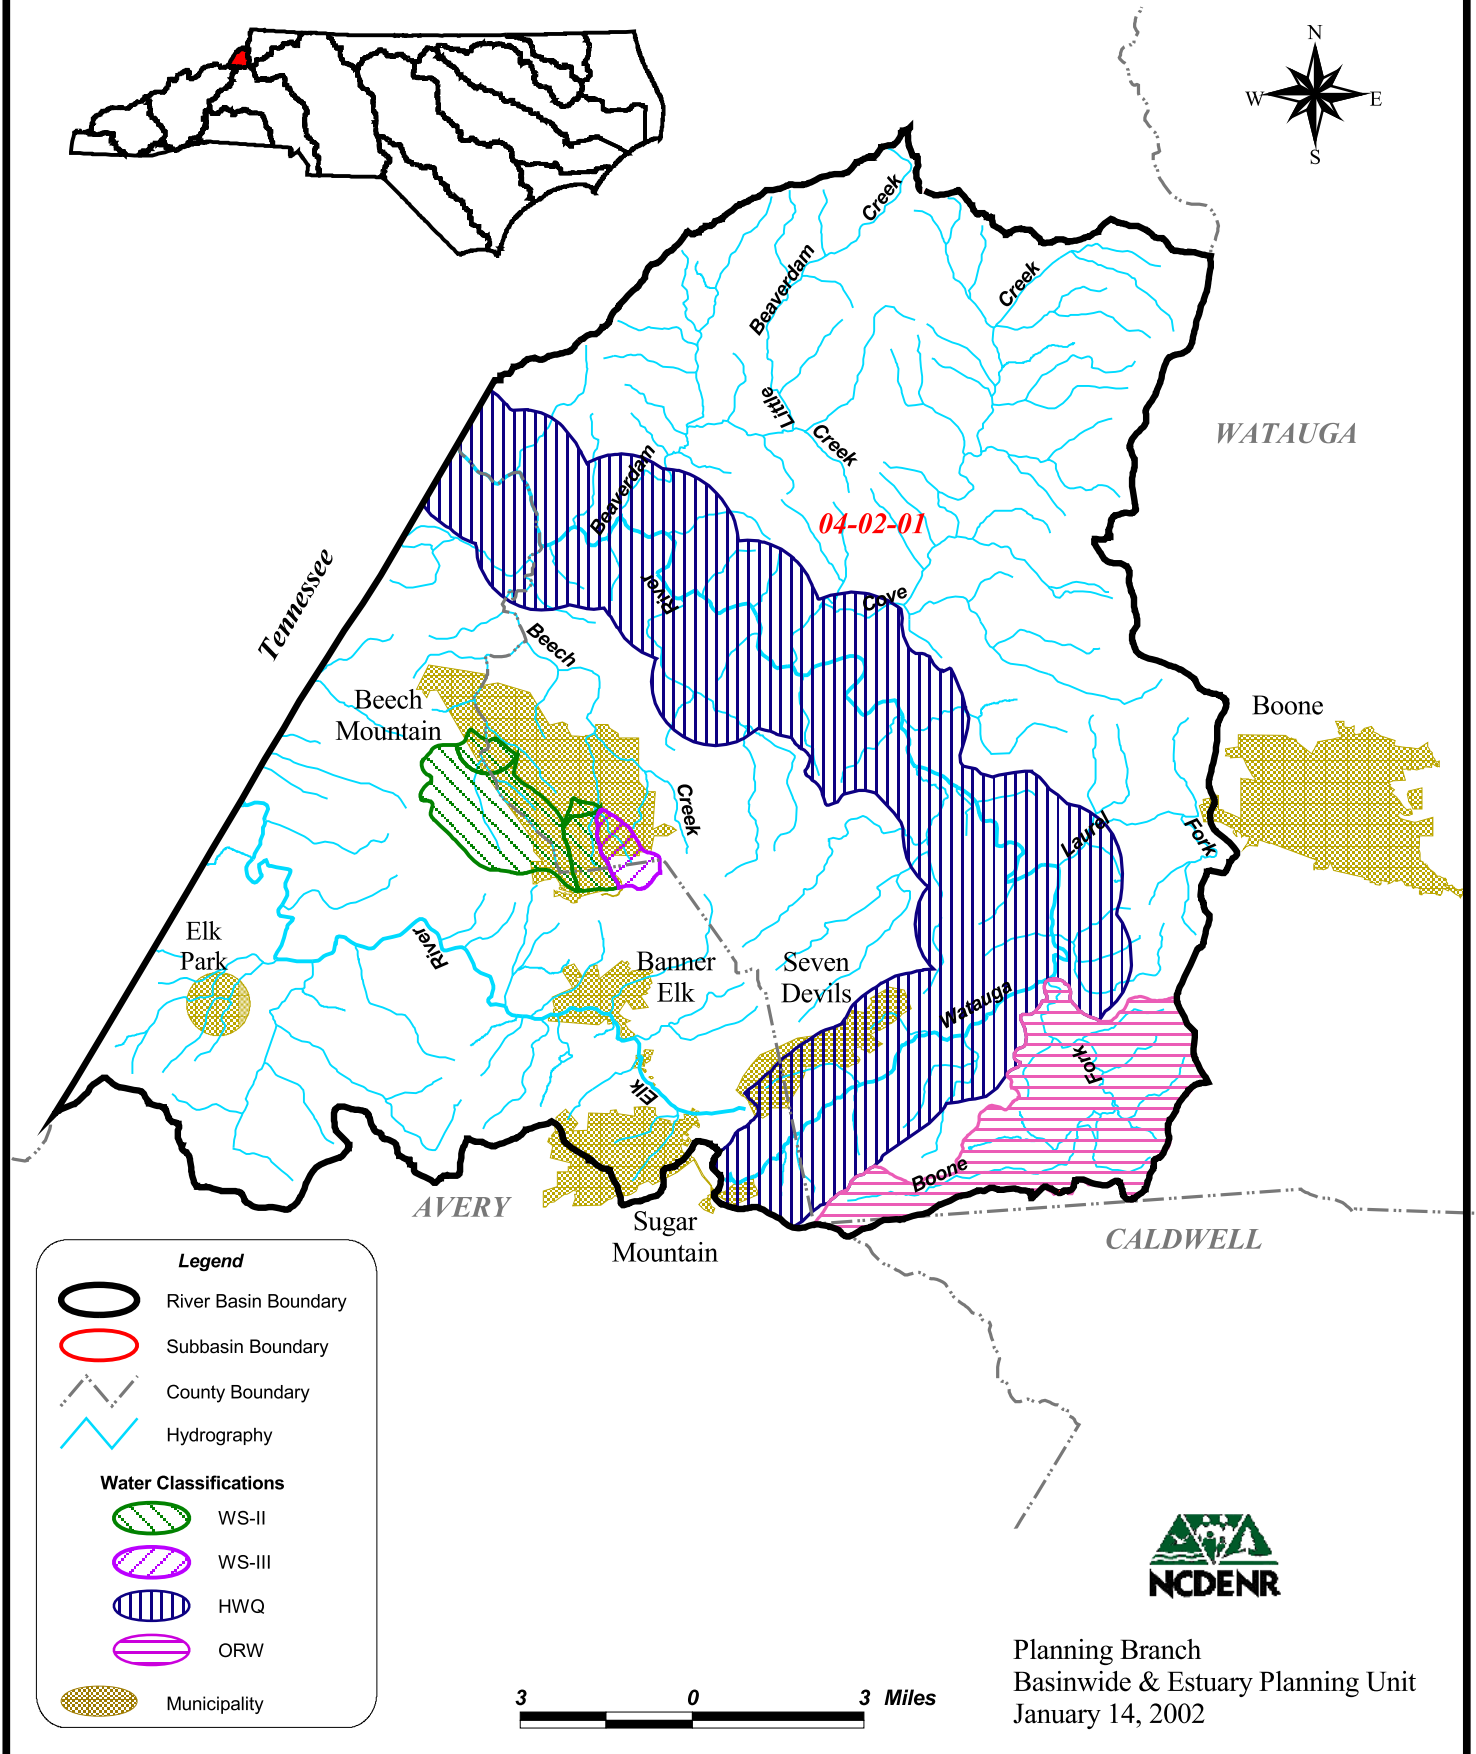 N
W
E
S
Creek
Beaverdam
Creek
Little
Creek
WATAUGA
Beaverdam
04-02-01
Tennessee
River
Cove
Beech
Beech
Mountain
Boone
Creek
Laurel
Fork
Elk
Park
River
Banner
Elk
Seven
Devils
Watauga
Fork
Elk
Boone
AVERY
Sugar
Mountain
CALDWELL
Legend
River Basin Boundary
Subbasin Boundary
County Boundary
Hydrography
Water Classifications
WS-II
WS-III
HWQ
ORW
Municipality
3 0 3 Miles
NCDENR
Planning Branch
Basinwide & Estuary Planning Unit
January 14, 2002